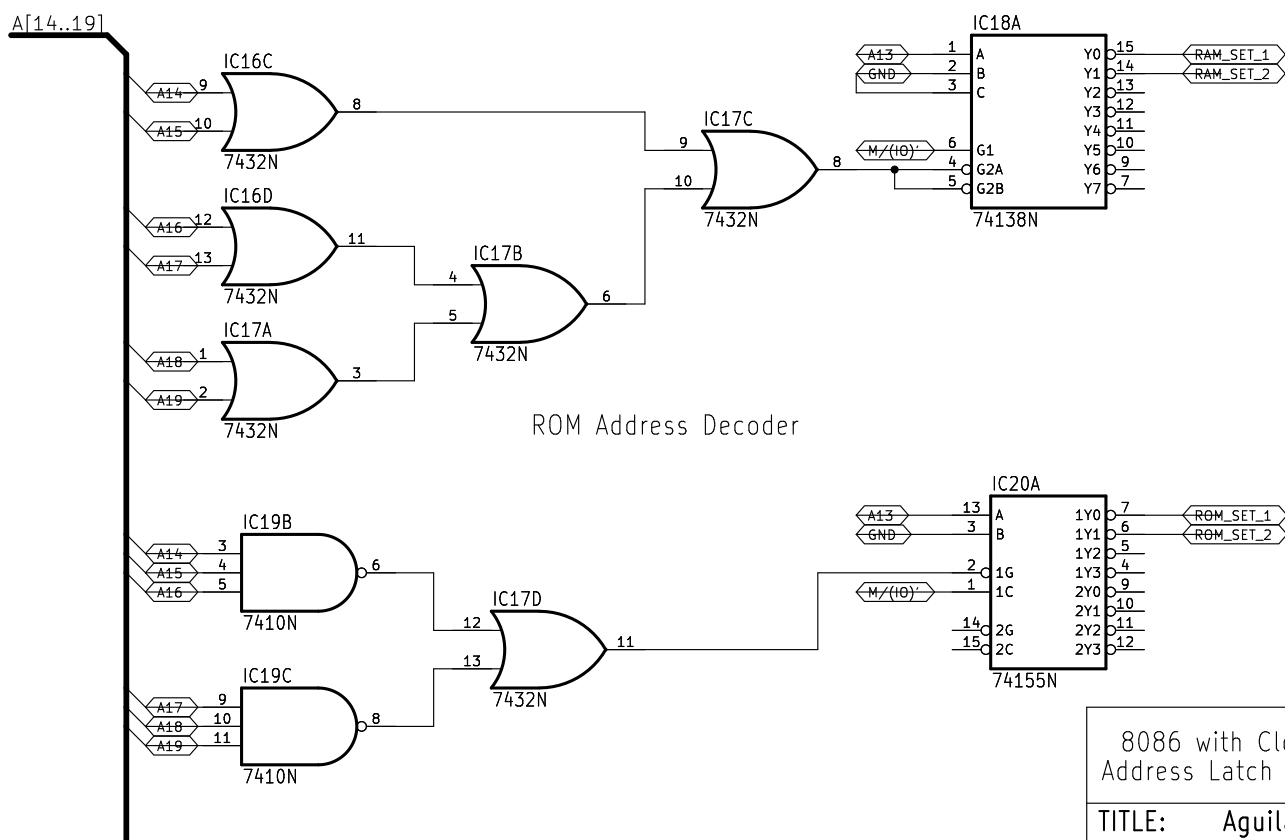 A[14..19]
IC16C
A14 9
A15 10
8
7432N
IC16D
A16 12
A17 13
11
7432N
IC17A
A18 1
A19 2
3
7432N
IC17B
4
5
6
7432N
IC17C
9
10
8
7432N
IC18A
A13 1 A
GND 2 B
3 C
M/(IO)' 6 G1
4 G2A
5 G2B
Y0 15 RAM_SET_1
Y1 14 RAM_SET_2
Y2 13
Y3 12
Y4 11
Y5 10
Y6 9
Y7 7
74138N
ROM Address Decoder
IC19B
A14 3
A15 4
A16 5
6
7410N
IC19C
A17 9
A18 10
A19 11
8
7410N
IC17D
12
13
11
7432N
IC20A
A13 13 A
GND 3 B
2 1G
M/(IO)' 1 1C
14 2G
15 2C
1Y0 7 ROM_SET_1
1Y1 6 ROM_SET_2
1Y2 5
1Y3 4
2Y0 9
2Y1 10
2Y2 11
2Y3 12
74155N
8086 with Clo
Address Latch
TITLE: Aguil